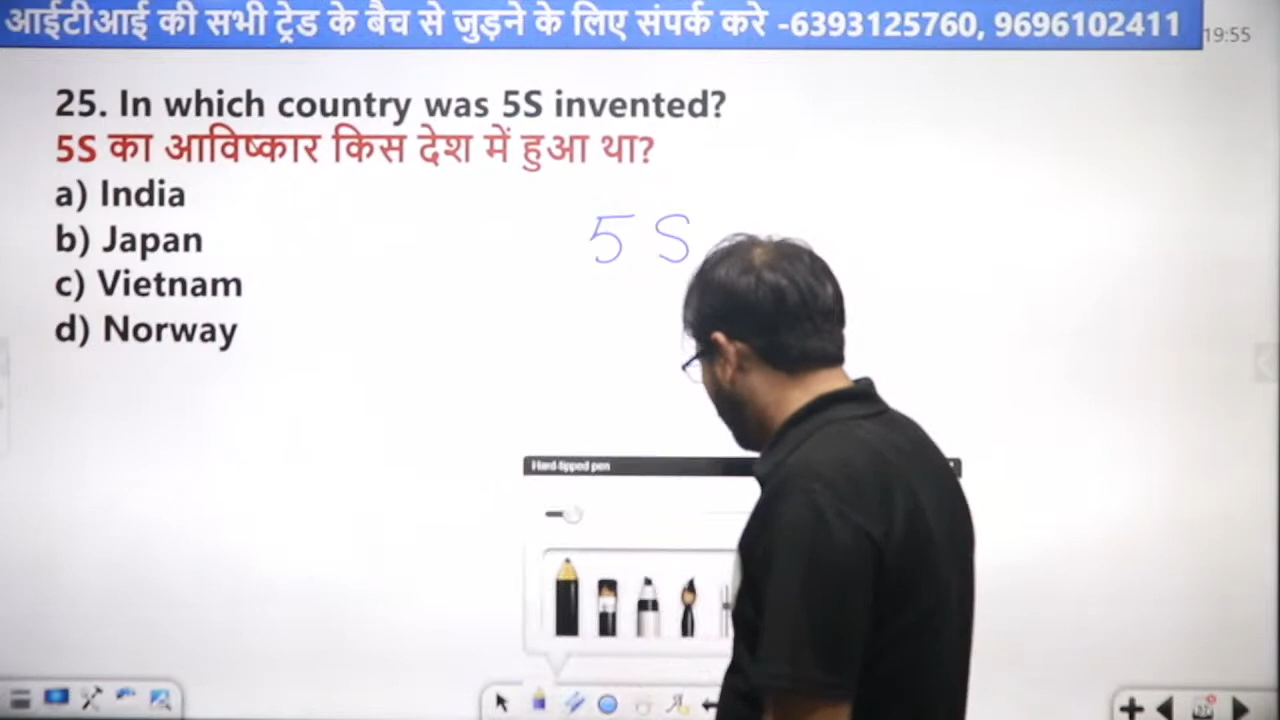 आईटीआई की सभी ट्रेड के बैच से जुड़ने के लिए संपर्क करे -6393125760, 9696102411
19:55
25. In which country was 5S invented?
5S का आविष्कार किस देश में हुआ था?
a) India
b) Japan
c) Vietnam
d) Norway
5 S
Hard-tipped pen